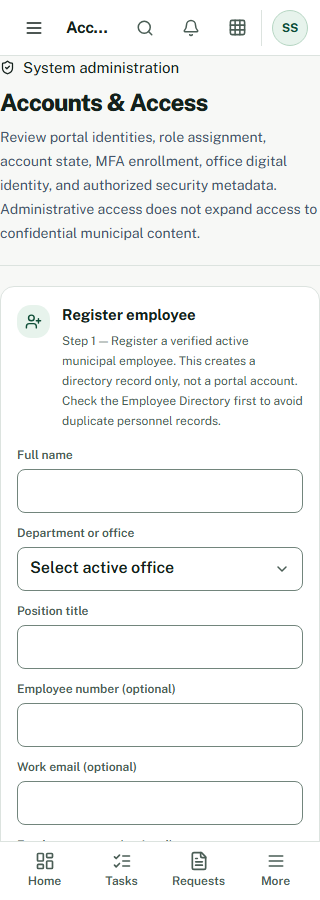 Acc...
SS
System administration
Accounts & Access
Review portal identities, role assignment,
account state, MFA enrollment, office digital
identity, and authorized security metadata.
Administrative access does not expand access to
confidential municipal content.
Register employee
Step 1 — Register a verified active
municipal employee. This creates a
directory record only, not a portal account.
Check the Employee Directory first to avoid
duplicate personnel records.
Full name
Department or office
Select active office
Position title
Employee number (optional)
Work email (optional)
Home
Tasks
Requests
More